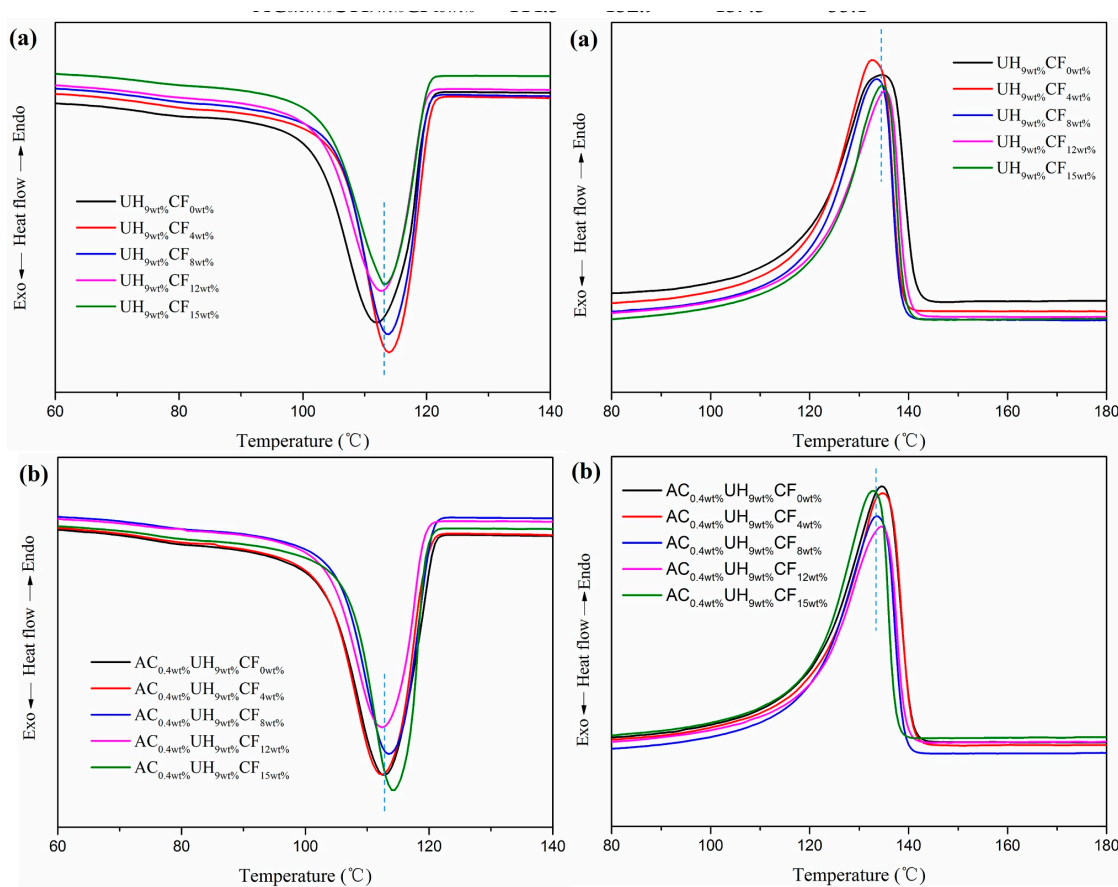 (a)
Exo ← Heat flow → Endo
UH9wt%CF0wt%
UH9wt%CF4wt%
UH9wt%CF8wt%
UH9wt%CF12wt%
UH9wt%CF15wt%
60 80 100 120 140
Temperature (℃)
(a)
Exo ← Heat flow → Endo
UH9wt%CF0wt%
UH9wt%CF4wt%
UH9wt%CF8wt%
UH9wt%CF12wt%
UH9wt%CF15wt%
80 100 120 140 160 180
Temperature (℃)
(b)
Exo ← Heat flow → Endo
AC0.4wt%UH9wt%CF0wt%
AC0.4wt%UH9wt%CF4wt%
AC0.4wt%UH9wt%CF8wt%
AC0.4wt%UH9wt%CF12wt%
AC0.4wt%UH9wt%CF15wt%
60 80 100 120 140
Temperature (℃)
(b)
Exo ← Heat flow → Endo
AC0.4wt%UH9wt%CF0wt%
AC0.4wt%UH9wt%CF4wt%
AC0.4wt%UH9wt%CF8wt%
AC0.4wt%UH9wt%CF12wt%
AC0.4wt%UH9wt%CF15wt%
80 100 120 140 160 180
Temperature (℃)